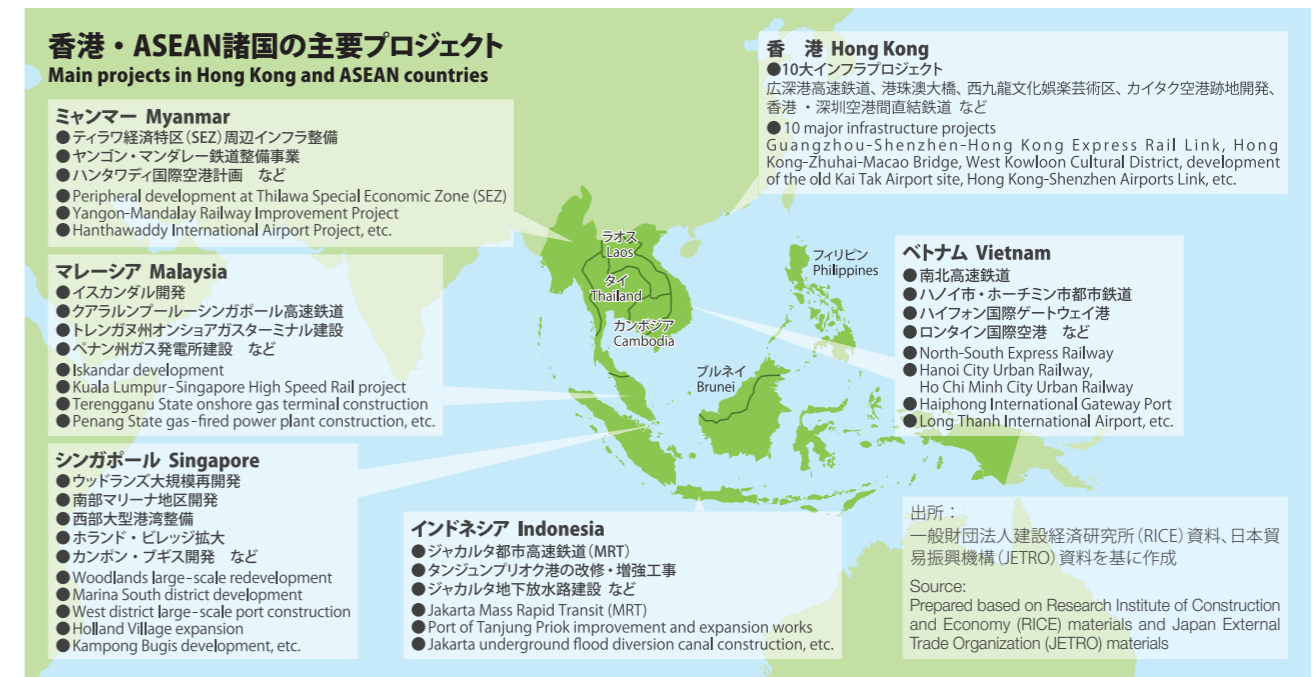 香港・ASEAN諸国の主要プロジェクト
Main projects in Hong Kong and ASEAN countries
ミャンマー Myanmar
●ティラワ経済特区(SEZ)周辺インフラ整備
●ヤンゴン・マンダレー鉄道整備事業
●ハンタワディ国際空港計画 など
●Peripheral development at Thilawa Special Economic Zone (SEZ)
●Yangon-Mandalay Railway Improvement Project
●Hanthawaddy International Airport Project, etc.
マレーシア Malaysia
●イスカンダル開発
●クアラルンプールーシンガポール高速鉄道
●トレンガヌ州オンショアガスターミナル建設
●ペナン州ガス発電所建設 など
●Iskandar development
●Kuala Lumpur-Singapore High Speed Rail project
●Terengganu State onshore gas terminal construction
●Penang State gas-fired power plant construction, etc.
シンガポール Singapore
●ウッドランズ大規模再開発
●南部マリーナ地区開発
●西部大型港湾整備
●ホランド・ビレッジ拡大
●カンポン・ブギス開発 など
●Woodlands large-scale redevelopment
●Marina South district development
●West district large-scale port construction
●Holland Village expansion
●Kampong Bugis development, etc.
インドネシア Indonesia
●ジャカルタ都市高速鉄道(MRT)
●タンジュンプリオク港の改修・増強工事
●ジャカルタ地下放水路建設 など
●Jakarta Mass Rapid Transit (MRT)
●Port of Tanjung Priok improvement and expansion works
●Jakarta underground flood diversion canal construction, etc.
ラオス
Laos
タイ
Thailand
カンボジア
Cambodia
フィリピン
Philippines
ブルネイ
Brunei
香 港 Hong Kong
●10大インフラプロジェクト
広深港高速鉄道、港珠澳大橋、西九龍文化娯楽芸術区、カイタク空港跡地開発、
香港 ・深圳空港間直結鉄道 など
●10 major infrastructure projects
Guangzhou-Shenzhen-Hong Kong Express Rail Link, Hong
Kong-Zhuhai-Macao Bridge, West Kowloon Cultural District, development
of the old Kai Tak Airport site, Hong Kong-Shenzhen Airports Link, etc.
ベトナム Vietnam
●南北高速鉄道
●ハノイ市・ホーチミン市都市鉄道
●ハイフォン国際ゲートウェイ港
●ロンタイン国際空港 など
●North-South Express Railway
●Hanoi City Urban Railway,
Ho Chi Minh City Urban Railway
●Haiphong International Gateway Port
●Long Thanh International Airport, etc.
出所：
一般財団法人建設経済研究所(RICE)資料、日本貿
易振興機構(JETRO)資料を基に作成
Source:
Prepared based on Research Institute of Construction
and Economy (RICE) materials and Japan External
Trade Organization (JETRO) materials